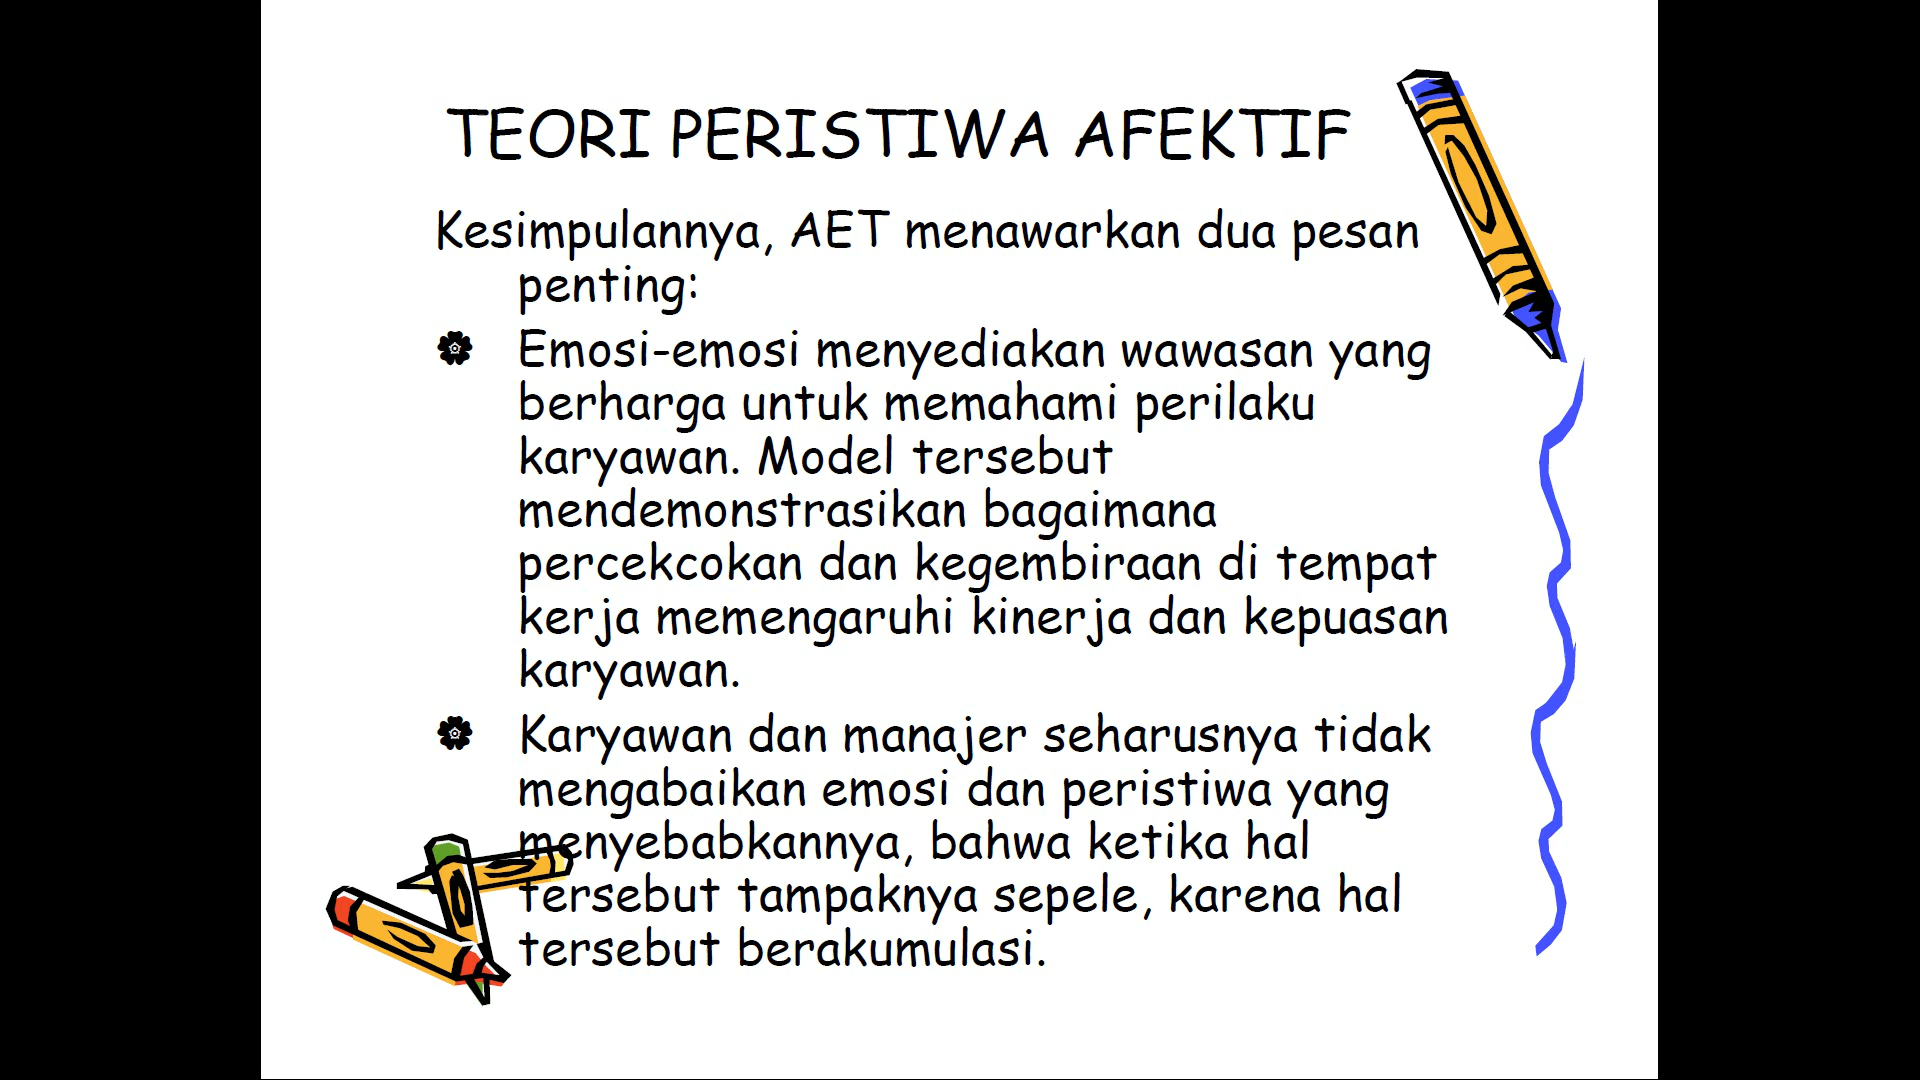 TEORI PERISTIWA AFEKTIF
Kesimpulannya, AET menawarkan dua pesan
penting:
Emosi-emosi menyediakan wawasan yang
berharga untuk memahami perilaku
karyawan. Model tersebut
mendemonstrasikan bagaimana
percekcokan dan kegembiraan di tempat
kerja memengaruhi kinerja dan kepuasan
karyawan.
Karyawan dan manajer seharusnya tidak
mengabaikan emosi dan peristiwa yang
menyebabkannya, bahwa ketika hal
tersebut tampaknya sepele, karena hal
tersebut berakumulasi.